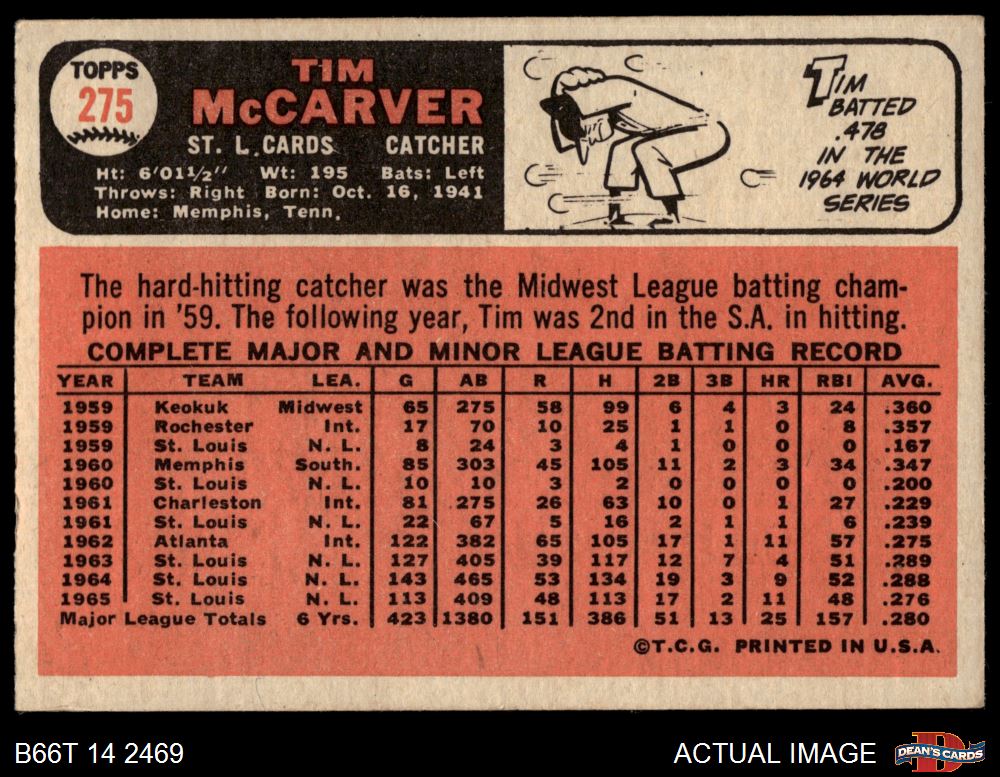 TOPPS
275
TIM
McCARVER
ST. L. CARDS CATCHER
Ht: 6'01 1/2" Wt: 195 Bats: Left
Throws: Right Born: Oct. 16, 1941
Home: Memphis, Tenn.
TIM
BATTED
.478
IN THE
1964 WORLD
SERIES
The hard-hitting catcher was the Midwest League batting cham-
pion in '59. The following year, Tim was 2nd in the S.A. in hitting.
COMPLETE MAJOR AND MINOR LEAGUE BATTING RECORD
YEAR TEAM LEA. G AB R H 2B 3B HR RBI AVG.
1959 Keokuk Midwest 65 275 58 99 6 4 3 24 .360
1959 Rochester Int. 17 70 10 25 1 1 0 8 .357
1959 St. Louis N. L. 8 24 3 4 1 0 0 0 .167
1960 Memphis South. 85 303 45 105 11 2 3 34 .347
1960 St. Louis N. L. 10 10 3 2 0 0 0 0 .200
1961 Charleston Int. 81 275 26 63 10 0 1 27 .229
1961 St. Louis N. L. 22 67 5 16 2 1 1 6 .239
1962 Atlanta Int. 122 382 65 105 17 1 11 57 .275
1963 St. Louis N. L. 127 405 39 117 12 7 4 51 .289
1964 St. Louis N. L. 143 465 53 134 19 3 9 52 .288
1965 St. Louis N. L. 113 409 48 113 17 2 11 48 .276
Major League Totals 6 Yrs. 423 1380 151 386 51 13 25 157 .280
©T.C.G. PRINTED IN U.S.A.
B66T 14 2469
ACTUAL IMAGE
DEAN'S CARDS